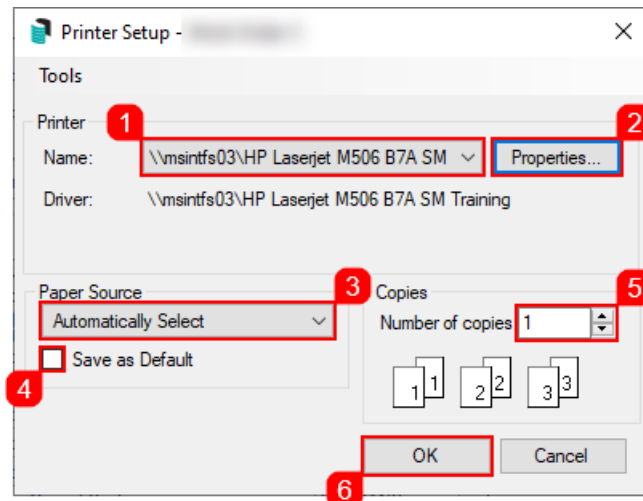 Printer Setup -
Tools
Printer
1
2
Name: \\msintfs03\HP Laserjet M506 B7A SM Properties...
Driver: \\msintfs03\HP Laserjet M506 B7A SM Training
Paper Source
3
Automatically Select
4
Save as Default
Copies
5
Number of copies 1
1 1 2 2 3 3
OK Cancel
6